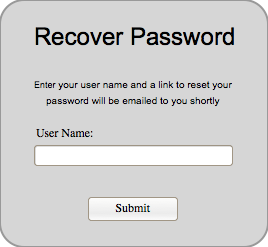 Recover Password
Enter your user name and a link to reset your
password will be emailed to you shortly
User Name:
Submit